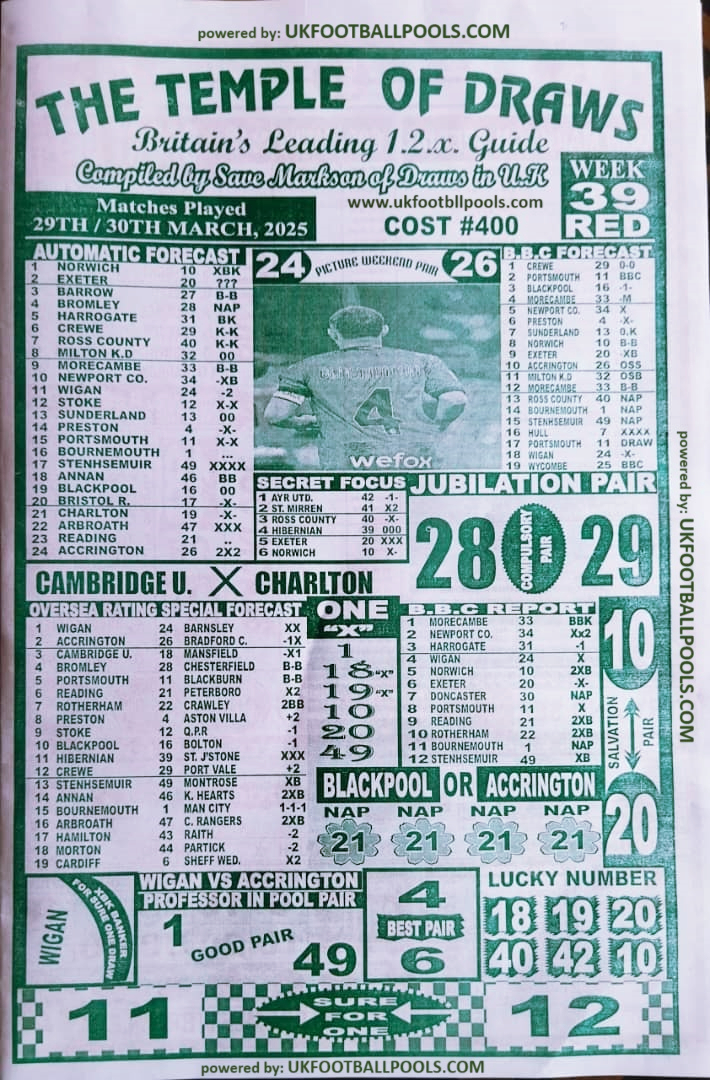 powered by: UKFOOTBALLPOOLS.COM
THE TEMPLE OF DRAWS
Britain's Leading 1.2.x. Guide
Compiled by Save Markson of Draws in U.K
www.ukfootbllpools.com
WEEK
39
RED
Matches Played
29TH / 30TH MARCH, 2025
COST #400
AUTOMATIC FORECAST
1 NORWICH 10 XBK
2 EXETER 20 ???
3 BARROW 27 B-B
4 BROMLEY 28 NAP
5 HARROGATE 31 BK
6 CREWE 29 K-K
7 ROSS COUNTY 40 K-K
8 MILTON K.D 32 00
9 MORECAMBE 33 B-B
10 NEWPORT CO. 34 -XB
11 WIGAN 24 -2
12 STOKE 12 X-X
13 SUNDERLAND 13 00
14 PRESTON 4 -X-
15 PORTSMOUTH 11 X-X
16 BOURNEMOUTH 1 ...
17 STENHSEMUIR 49 XXXX
18 ANNAN 46 BB
19 BLACKPOOL 16 00
20 BRISTOL R. 17 -X-
21 CHARLTON 19 -X-
22 ARBROATH 47 XXX
23 READING 21 ..
24 ACCRINGTON 26 2X2
24 PICTURE WEEKEND PAIR 26
4
wefox
B.B.C FORECAST
1 CREWE 29 0-0
2 PORTSMOUTH 11 BBC
3 BLACKPOOL 16 -1-
4 MORECAMBE 33 -M
5 NEWPORT CO. 34 X
6 PRESTON 4 -X-
7 SUNDERLAND 13 O.K
8 NORWICH 10 B-B
9 EXETER 20 -XB
10 ACCRINGTON 26 OSS
11 MILTON K.D 32 OSB
12 MORECAMBE 33 B-B
13 ROSS COUNTY 40 NAP
14 BOURNEMOUTH 1 NAP
15 STENHSEMUIR 49 NAP
16 HULL 7 XXXX
17 PORTSMOUTH 11 DRAW
18 WIGAN 24 -X-
19 WYCOMBE 25 BBC
SECRET FOCUS
1 AYR UTD. 42 -1-
2 ST. MIRREN 41 X2
3 ROSS COUNTY 40 -X-
4 HIBERNIAN 39 000
5 EXETER 20 XXX
6 NORWICH 10 X-
JUBILATION PAIR
28 COMPULSORY PAIR 29
CAMBRIDGE U. X CHARLTON
OVERSEA RATING SPECIAL FORECAST
1 WIGAN 24 BARNSLEY XX
2 ACCRINGTON 26 BRADFORD C. -1X
3 CAMBRIDGE U. 18 MANSFIELD -X1
4 BROMLEY 28 CHESTERFIELD B-B
5 PORTSMOUTH 11 BLACKBURN B-B
6 READING 21 PETERBORO X2
7 ROTHERHAM 22 CRAWLEY 2BB
8 PRESTON 4 ASTON VILLA +2
9 STOKE 12 Q.P.R -1
10 BLACKPOOL 16 BOLTON -1
11 HIBERNIAN 39 ST. J'STONE XXX
12 CREWE 29 PORT VALE +2
13 STENHSEMUIR 49 MONTROSE XB
14 ANNAN 46 K. HEARTS 2XB
15 BOURNEMOUTH 1 MAN CITY 1-1-1
16 ARBROATH 47 C. RANGERS 2XB
17 HAMILTON 43 RAITH -2
18 MORTON 44 PARTICK -2
19 CARDIFF 6 SHEFF WED. X2
ONE
"X"
1
18 "X"
19 "X"
10
20
49
B.B.C REPORT
1 MORECAMBE 33 BBK
2 NEWPORT CO. 34 Xx2
3 HARROGATE 31 -1
4 WIGAN 24 X
5 NORWICH 10 2XB
6 EXETER 20 -X-
7 DONCASTER 30 NAP
8 PORTSMOUTH 11 X
9 READING 21 2XB
10 ROTHERHAM 22 2XB
11 BOURNEMOUTH 1 NAP
12 STENHSEMUIR 49 XB
10
SALVATION PAIR
20
BLACKPOOL OR ACCRINGTON
NAP NAP NAP NAP
21 21 21 21
WIGAN
XBK BANKER
FOR SURE ONE DRAW
WIGAN VS ACCRINGTON
PROFESSOR IN POOL PAIR
1 GOOD PAIR 49
4
BEST PAIR
6
LUCKY NUMBER
18 19 20
40 42 10
11 SURE FOR ONE 12
powered by: UKFOOTBALLPOOLS.COM
powered by: UKFOOTBALLPOOLS.COM